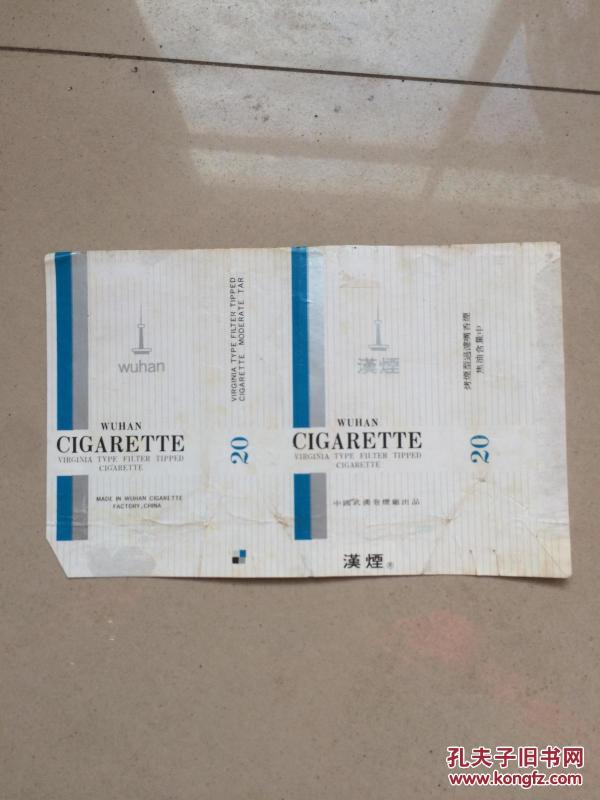 wuhan
WUHAN
CIGARETTE
VIRGINIA TYPE FILTER TIPPED
CIGARETTE
MADE IN WUHAN CIGARETTE
FACTORY, CHINA
VIRGINIA TYPE FILTER TIPPED
CIGARETTE MODERATE TAR
20
漢煙
WUHAN
CIGARETTE
VIRGINIA TYPE FILTER TIPPED
CIGARETTE
中國武漢卷煙廠出品
漢煙
烤煙型過濾嘴香煙
焦油含量中
20
孔夫子旧书网
www.kongfz.com